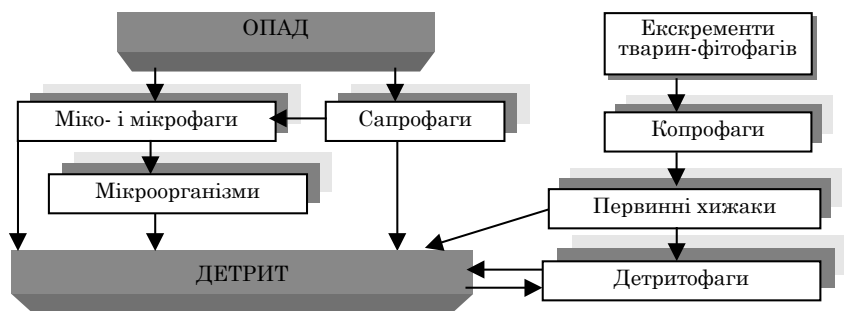 ОПАД
Екскременти
тварин-фітофагів
Міко- і мікрофаги
Сапрофаги
Копрофаги
Мікроорганізми
Первинні хижаки
ДЕТРИТ
Детритофаги